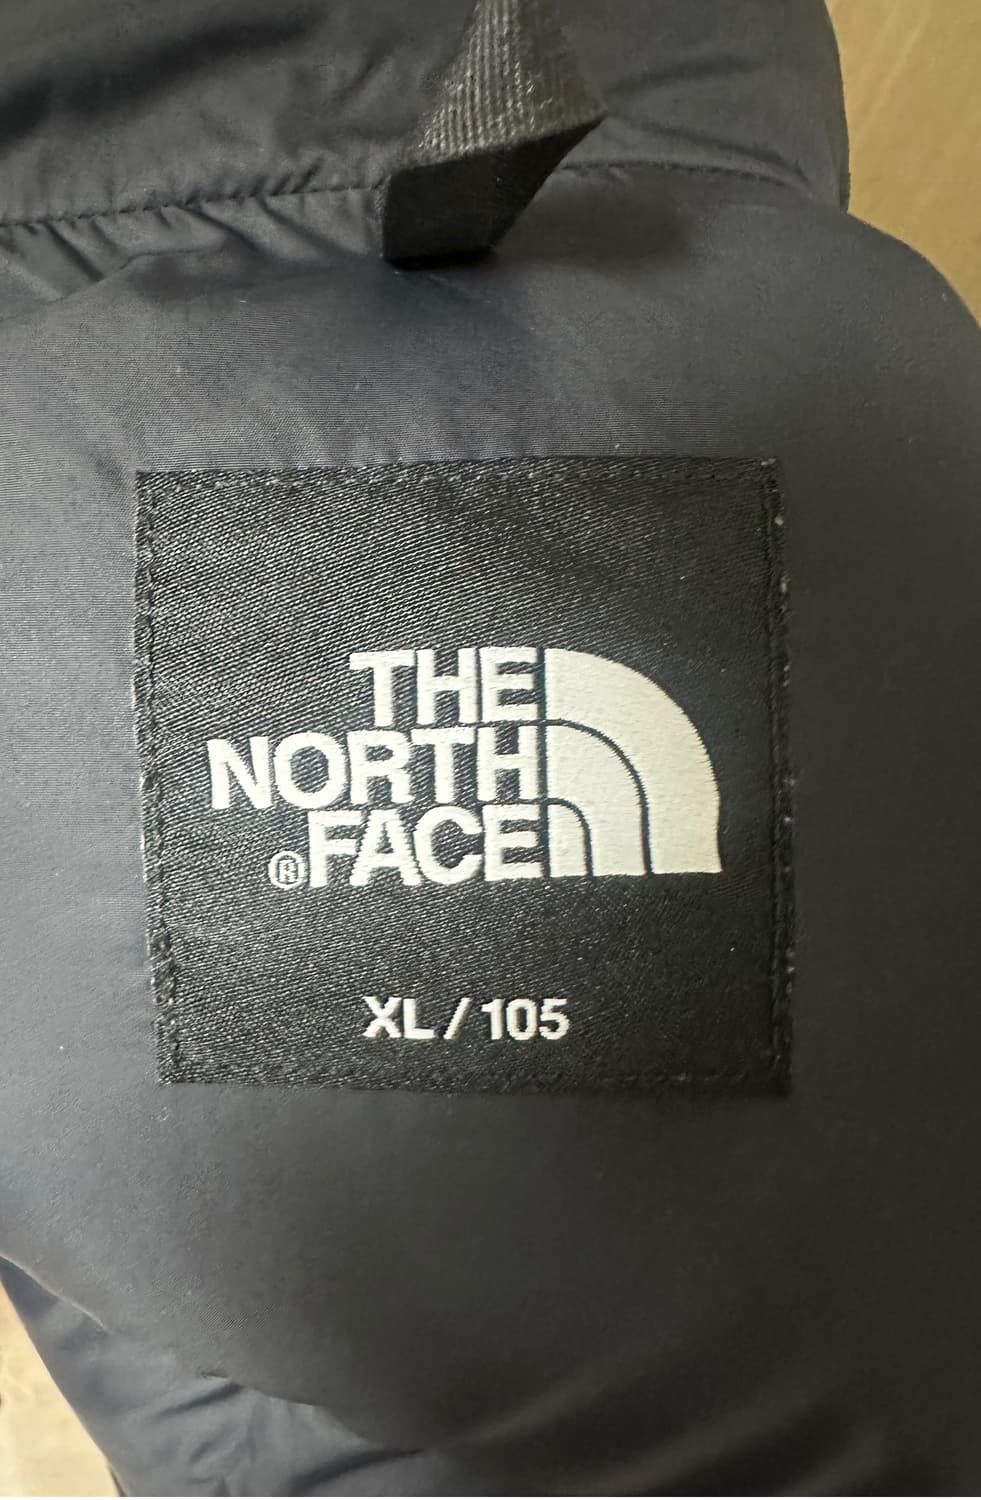 THE
NORTH
®FACE
XL / 105